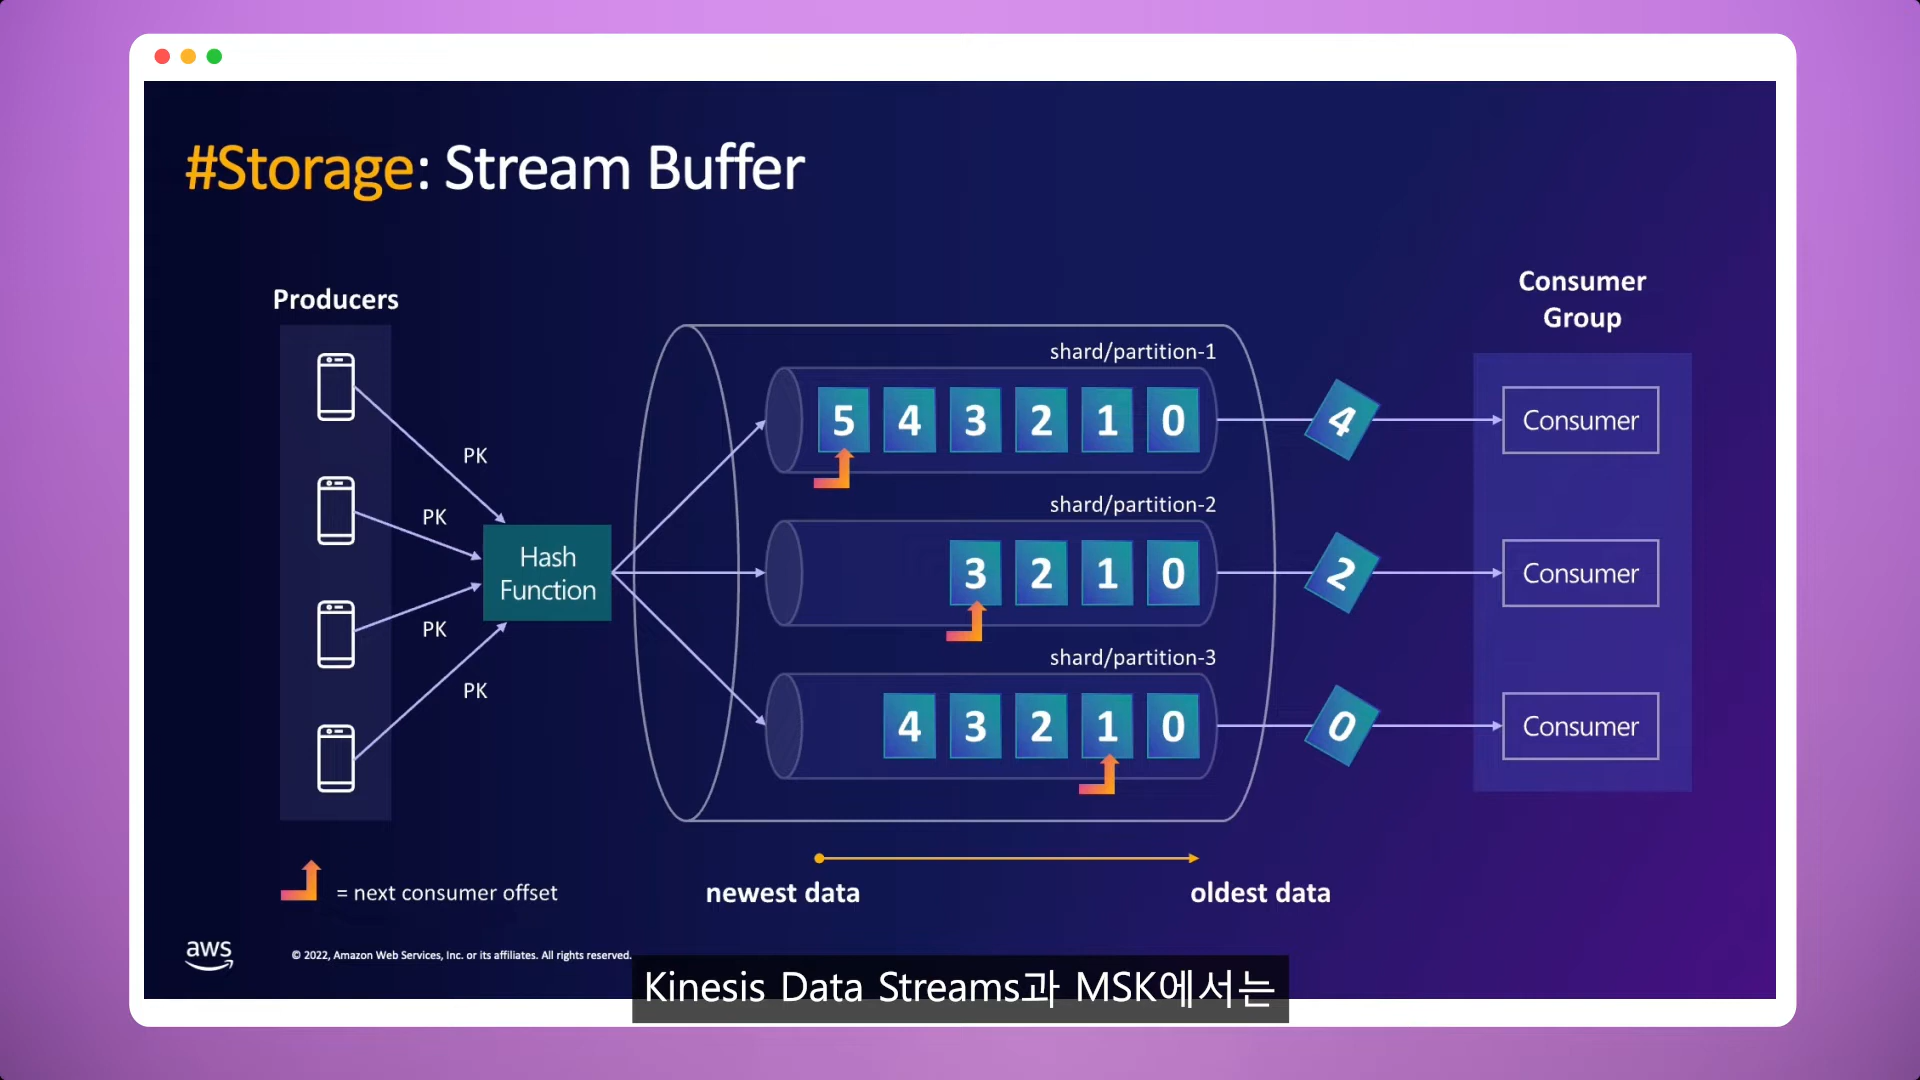 #Storage: Stream Buffer
Producers
PK
PK
PK
PK
Hash
Function
shard/partition-1
5 4 3 2 1 0
shard/partition-2
3 2 1 0
shard/partition-3
4 3 2 1 0
4
2
0
Consumer
Group
Consumer
Consumer
Consumer
= next consumer offset
newest data
oldest data
aws
© 2022, Amazon Web Services, Inc. or its affiliates. All rights reserved.
Kinesis Data Streams과 MSK에서는